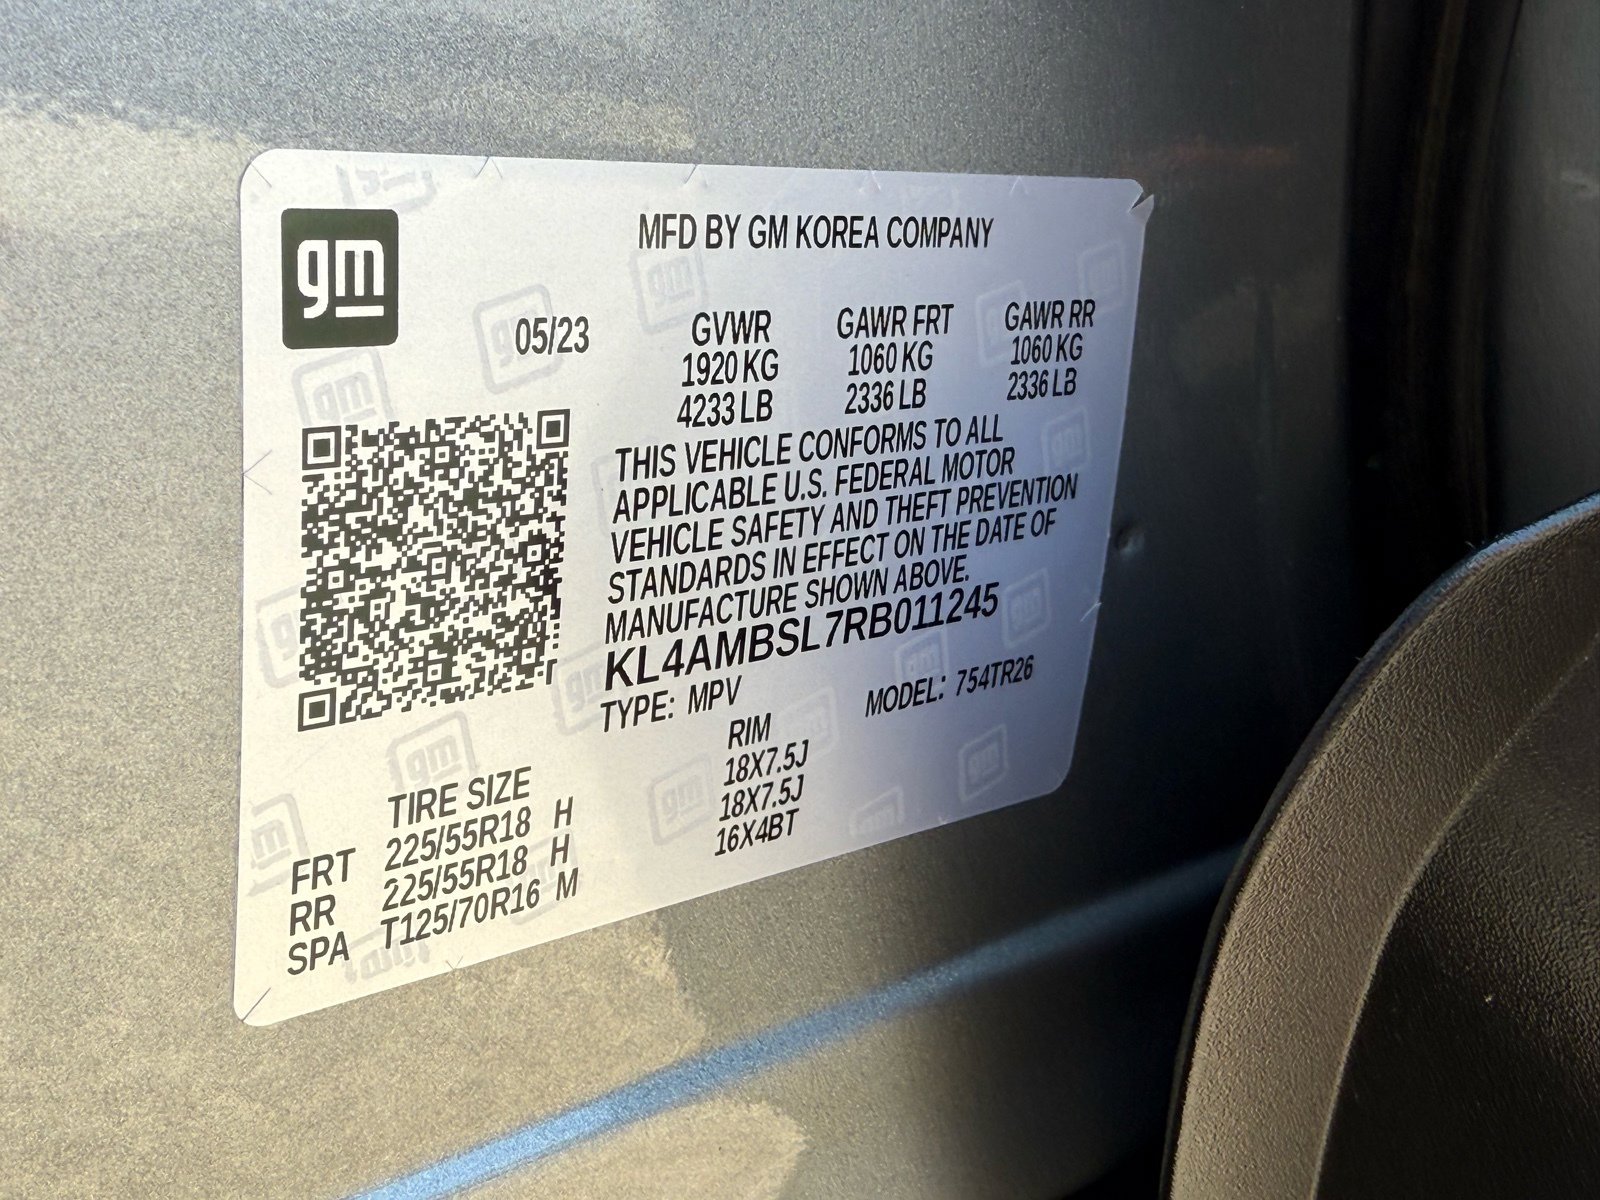 gm
MFD BY GM KOREA COMPANY
05/23
GVWR GAWR FRT GAWR RR
1920 KG 1060 KG 1060 KG
4233 LB 2336 LB 2336 LB
THIS VEHICLE CONFORMS TO ALL
APPLICABLE U.S. FEDERAL MOTOR
VEHICLE SAFETY AND THEFT PREVENTION
STANDARDS IN EFFECT ON THE DATE OF
MANUFACTURE SHOWN ABOVE.
KL4AMBSL7RB011245
TYPE: MPV MODEL: 754TR26
TIRE SIZE RIM
FRT 225/55R18 H 18X7.5J
RR 225/55R18 H 18X7.5J
SPA T125/70R16 M 16X4BT